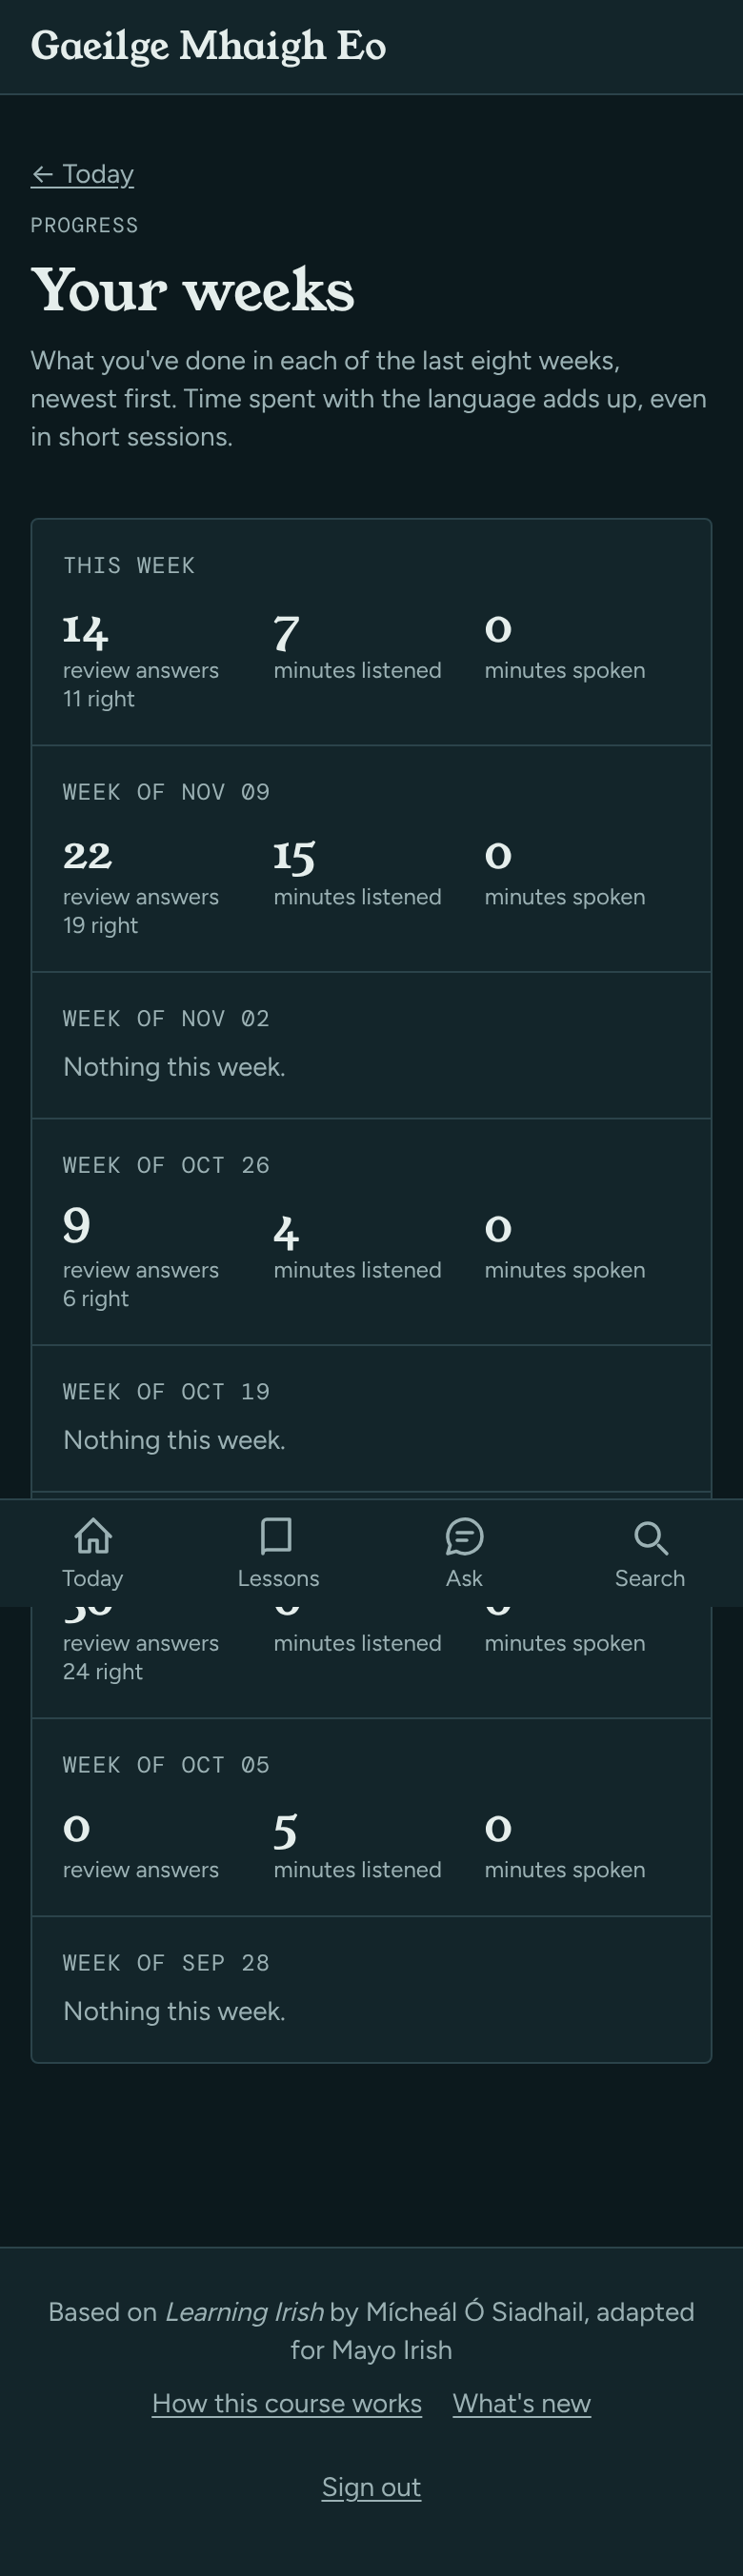 Gaeilge Mhaigh Eo
← Today
PROGRESS
Your weeks
What you've done in each of the last eight weeks,
newest first. Time spent with the language adds up, even
in short sessions.
THIS WEEK
14 7 0
review answers minutes listened minutes spoken
11 right
WEEK OF NOV 09
22 15 0
review answers minutes listened minutes spoken
19 right
WEEK OF NOV 02
Nothing this week.
WEEK OF OCT 26
9 4 0
review answers minutes listened minutes spoken
6 right
WEEK OF OCT 19
Nothing this week.
Today Lessons Ask Search
review answers minutes listened minutes spoken
24 right
WEEK OF OCT 05
0 5 0
review answers minutes listened minutes spoken
WEEK OF SEP 28
Nothing this week.
Based on Learning Irish by Mícheál Ó Siadhail, adapted
for Mayo Irish
How this course works What's new
Sign out